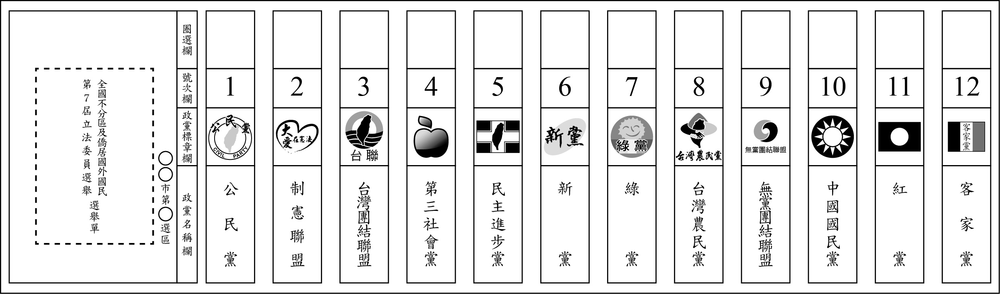 全國不分區及僑居國外國民
第7屆立法委員選舉
選舉單
○○市第○選區
圈選欄
號次欄
政黨標章欄
政黨名稱欄
1
公民黨
CIVIL PARTY
公民黨
2
大愛在憲法
制憲聯盟
3
台聯
台灣團結聯盟
4
第三社會黨
5
民主進步黨
6
新黨
新黨
7
綠黨
綠黨
8
台灣農民黨
台灣農民黨
9
無黨團結聯盟
無黨團結聯盟
10
中國國民黨
11
紅黨
12
客家黨
客家黨